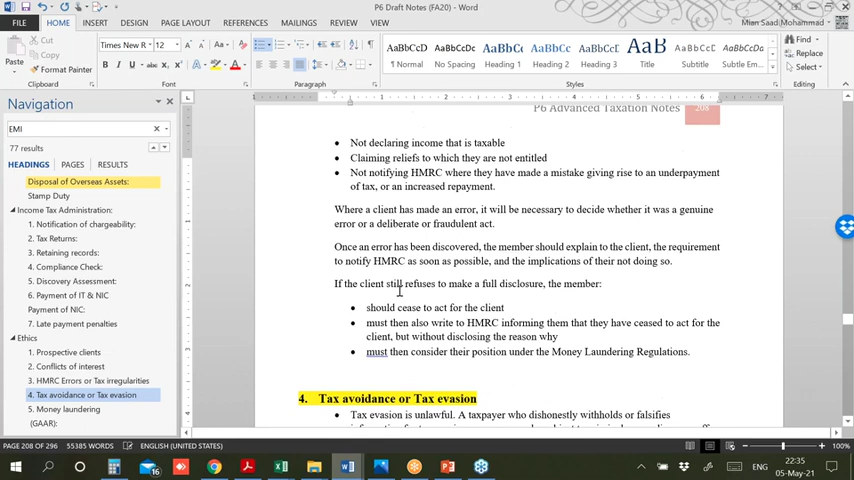 P6 Draft Notes (FA20) - Word
FILE HOME INSERT DESIGN PAGE LAYOUT REFERENCES MAILINGS REVIEW VIEW
Mian Saad Mohammad
Cut
Copy
Format Painter
Paste
Clipboard
Times New R 12
Font
Paragraph
AaBbCcD AaBbCcD AaBbCc AaBbCc AaBbC AaB AaBbCcD AaBbCcDa
¶ Normal No Spacing Heading 1 Heading 2 Heading 3 Title Subtitle Subtle Em...
Styles
Find
Replace
Select
Editing
Navigation
EMI
77 results
HEADINGS PAGES RESULTS
Disposal of Overseas Assets:
Stamp Duty
Income Tax Administration:
1. Notification of chargeability:
2. Tax Returns:
3. Retaining records:
4. Compliance Check:
5. Discovery Assessment:
6. Payment of IT & NIC
Payment of NIC:
7. Late payment penalties
Ethics
1. Prospective clients
2. Conflicts of interest
3. HMRC Errors or Tax irregularities
4. Tax avoidance or Tax evasion
5. Money laundering
(GAAR):
P6 Advanced Taxation Notes 208
• Not declaring income that is taxable
• Claiming reliefs to which they are not entitled
• Not notifying HMRC where they have made a mistake giving rise to an underpayment
of tax, or an increased repayment.
Where a client has made an error, it will be necessary to decide whether it was a genuine
error or a deliberate or fraudulent act.
Once an error has been discovered, the member should explain to the client, the requirement
to notify HMRC as soon as possible, and the implications of their not doing so.
If the client still refuses to make a full disclosure, the member:
• should cease to act for the client
• must then also write to HMRC informing them that they have ceased to act for the
client, but without disclosing the reason why
• must then consider their position under the Money Laundering Regulations.
4. Tax avoidance or Tax evasion
• Tax evasion is unlawful. A taxpayer who dishonestly withholds or falsifies
PAGE 208 OF 296 55385 WORDS ENGLISH (UNITED STATES)
100%
ENG
22:35
05-May-21
16